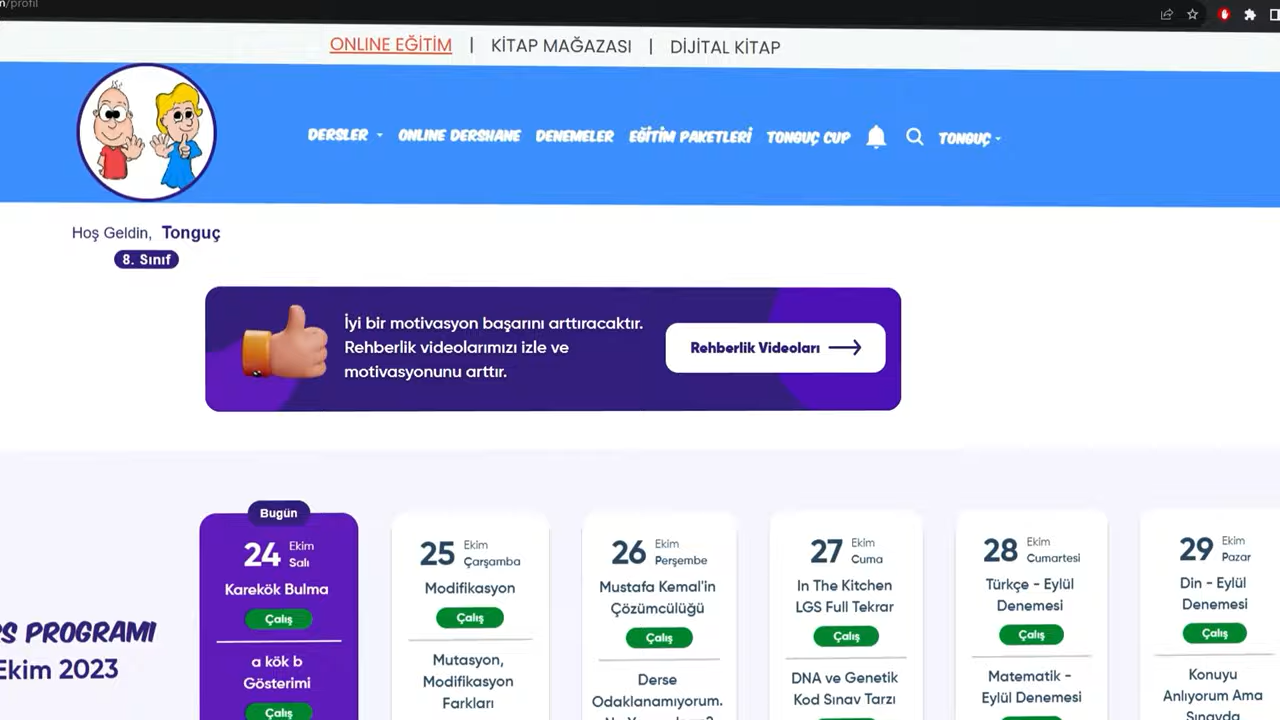 m/profil
ONLINE EĞİTİM | KİTAP MAĞAZASI | DİJİTAL KİTAP
DERSLER ONLINE DERSHANE DENEMELER EĞİTİM PAKETLERİ TONGUÇ CUP TONGUÇ
Hoş Geldin, Tonguç
8. Sınıf
İyi bir motivasyon başarını arttıracaktır.
Rehberlik videolarımızı izle ve
motivasyonunu arttır.
Rehberlik Videoları
RS PROGRAMI
Ekim 2023
Bugün
24 Ekim
Salı
Karekök Bulma
Çalış
a kök b
Gösterimi
Çalış
25 Ekim
Çarşamba
Modifikasyon
Çalış
Mutasyon,
Modifikasyon
Farkları
26 Ekim
Perşembe
Mustafa Kemal'in
Çözümcülüğü
Çalış
Derse
Odaklanamıyorum.
27 Ekim
Cuma
In The Kitchen
LGS Full Tekrar
Çalış
DNA ve Genetik
Kod Sınav Tarzı
28 Ekim
Cumartesi
Türkçe - Eylül
Denemesi
Çalış
Matematik -
Eylül Denemesi
29 Ekim
Pazar
Din - Eylül
Denemesi
Çalış
Konuyu
Anlıyorum Ama
Sınavda